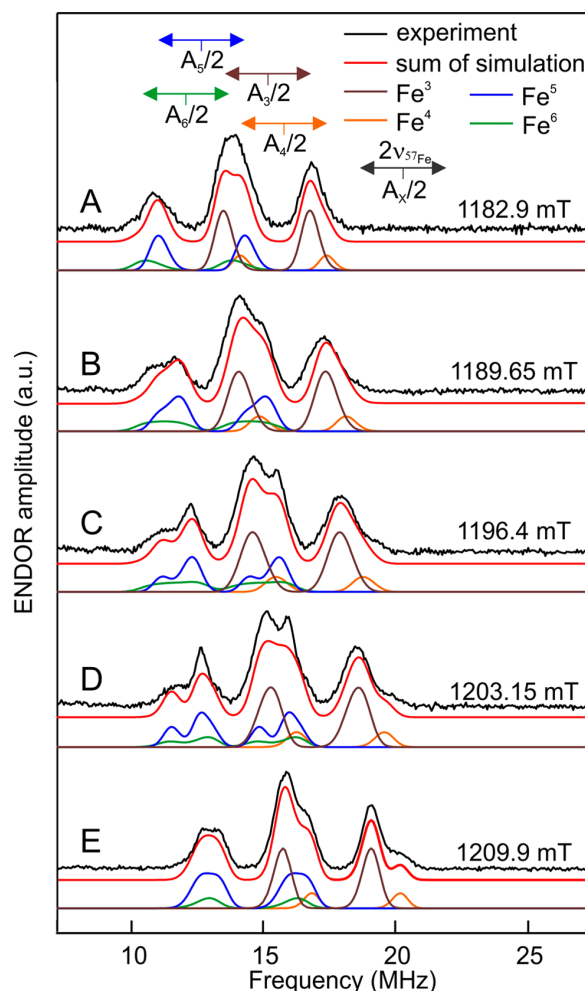 experiment
sum of simulation
Fe³ Fe⁵
Fe⁴ Fe⁶
A₅/2
A₆/2
A₃/2
A₄/2
2ν₅₇Fe
Aₓ/2
A
1182.9 mT
B
1189.65 mT
C
1196.4 mT
D
1203.15 mT
E
1209.9 mT
ENDOR amplitude (a.u.)
10 15 20 25
Frequency (MHz)